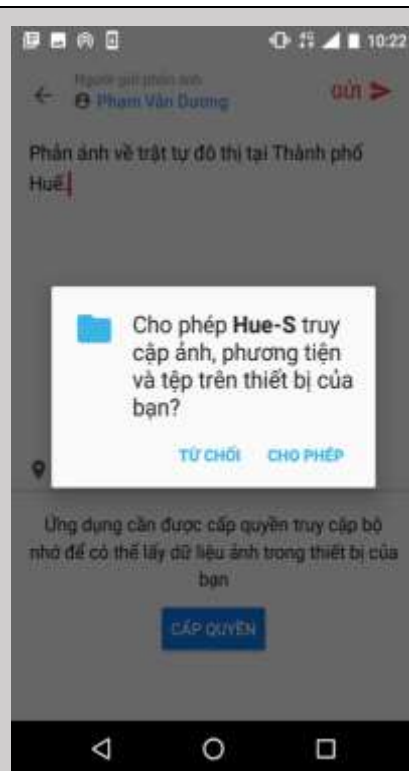 10:22
Người gửi phản ánh
Phạm Văn Dương
GỬI
Phản ánh về trật tự đô thị tại Thành phố
Huế.
Cho phép Hue-S truy
cập ảnh, phương tiện
và tệp trên thiết bị của
bạn?
TỪ CHỐI CHO PHÉP
Ứng dụng cần được cấp quyền truy cập bộ
nhớ để có thể lấy dữ liệu ảnh trong thiết bị của
bạn
CẤP QUYỀN